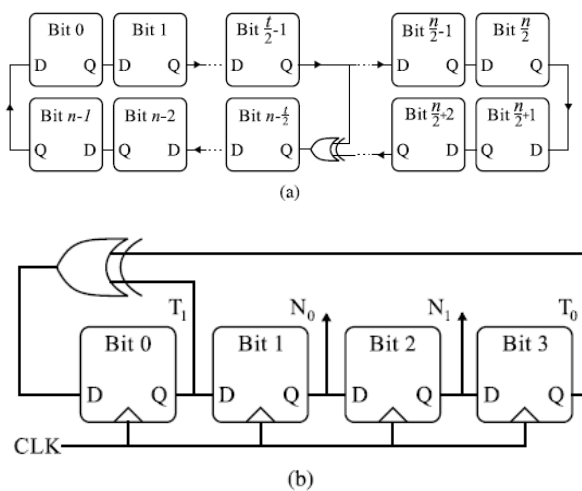 Bit 0 Bit 1 Bit t/2-1 Bit n/2-1 Bit n/2
D Q D Q D Q D Q D Q
Bit n-1 Bit n-2 Bit n-t/2 Bit n/2+2 Bit n/2+1
Q D Q D Q D Q D Q D
(a)
T1 N0 N1 T0
Bit 0 Bit 1 Bit 2 Bit 3
D Q D Q D Q D Q
CLK
(b)